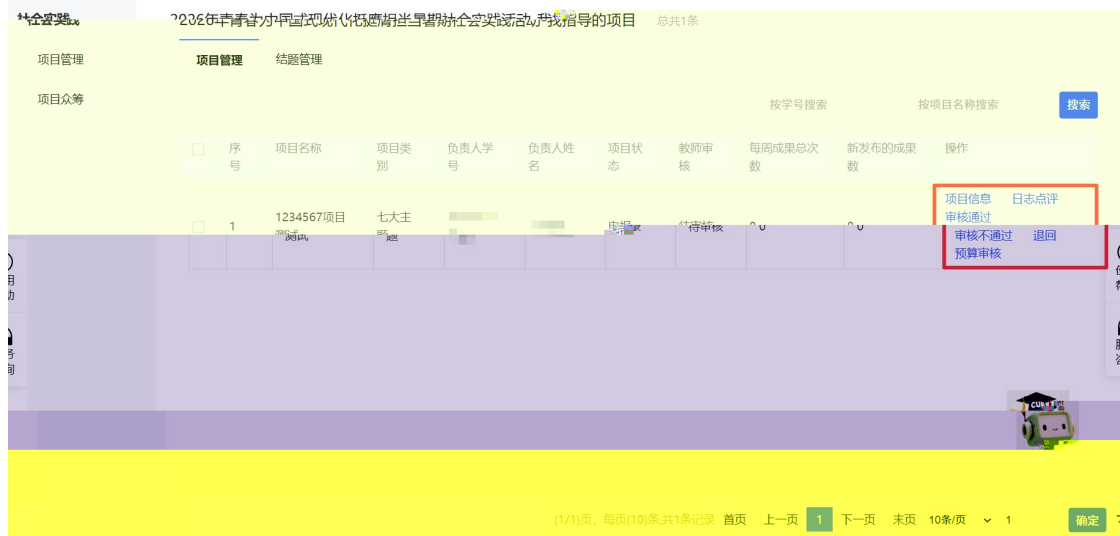 社会实践
2026年青春为中国式现代化挺膺担当暑期社会实践活动 我指导的项目 总共1条
项目管理
项目众筹
项目管理 结题管理
按学号搜索 按项目名称搜索 搜索
序号 项目名称 项目类别 负责人学号 负责人姓名 项目状态 教师审核 每周成果总次数 新发布的成果数 操作
1 1234567项目测试 七大主题 待审核 0 0
项目信息 日志点评
审核通过
审核不通过 退回
预算审核
(1/1)页，每页(10)条,共1条记录 首页 上一页 1 下一页 末页 10条/页 1 确定